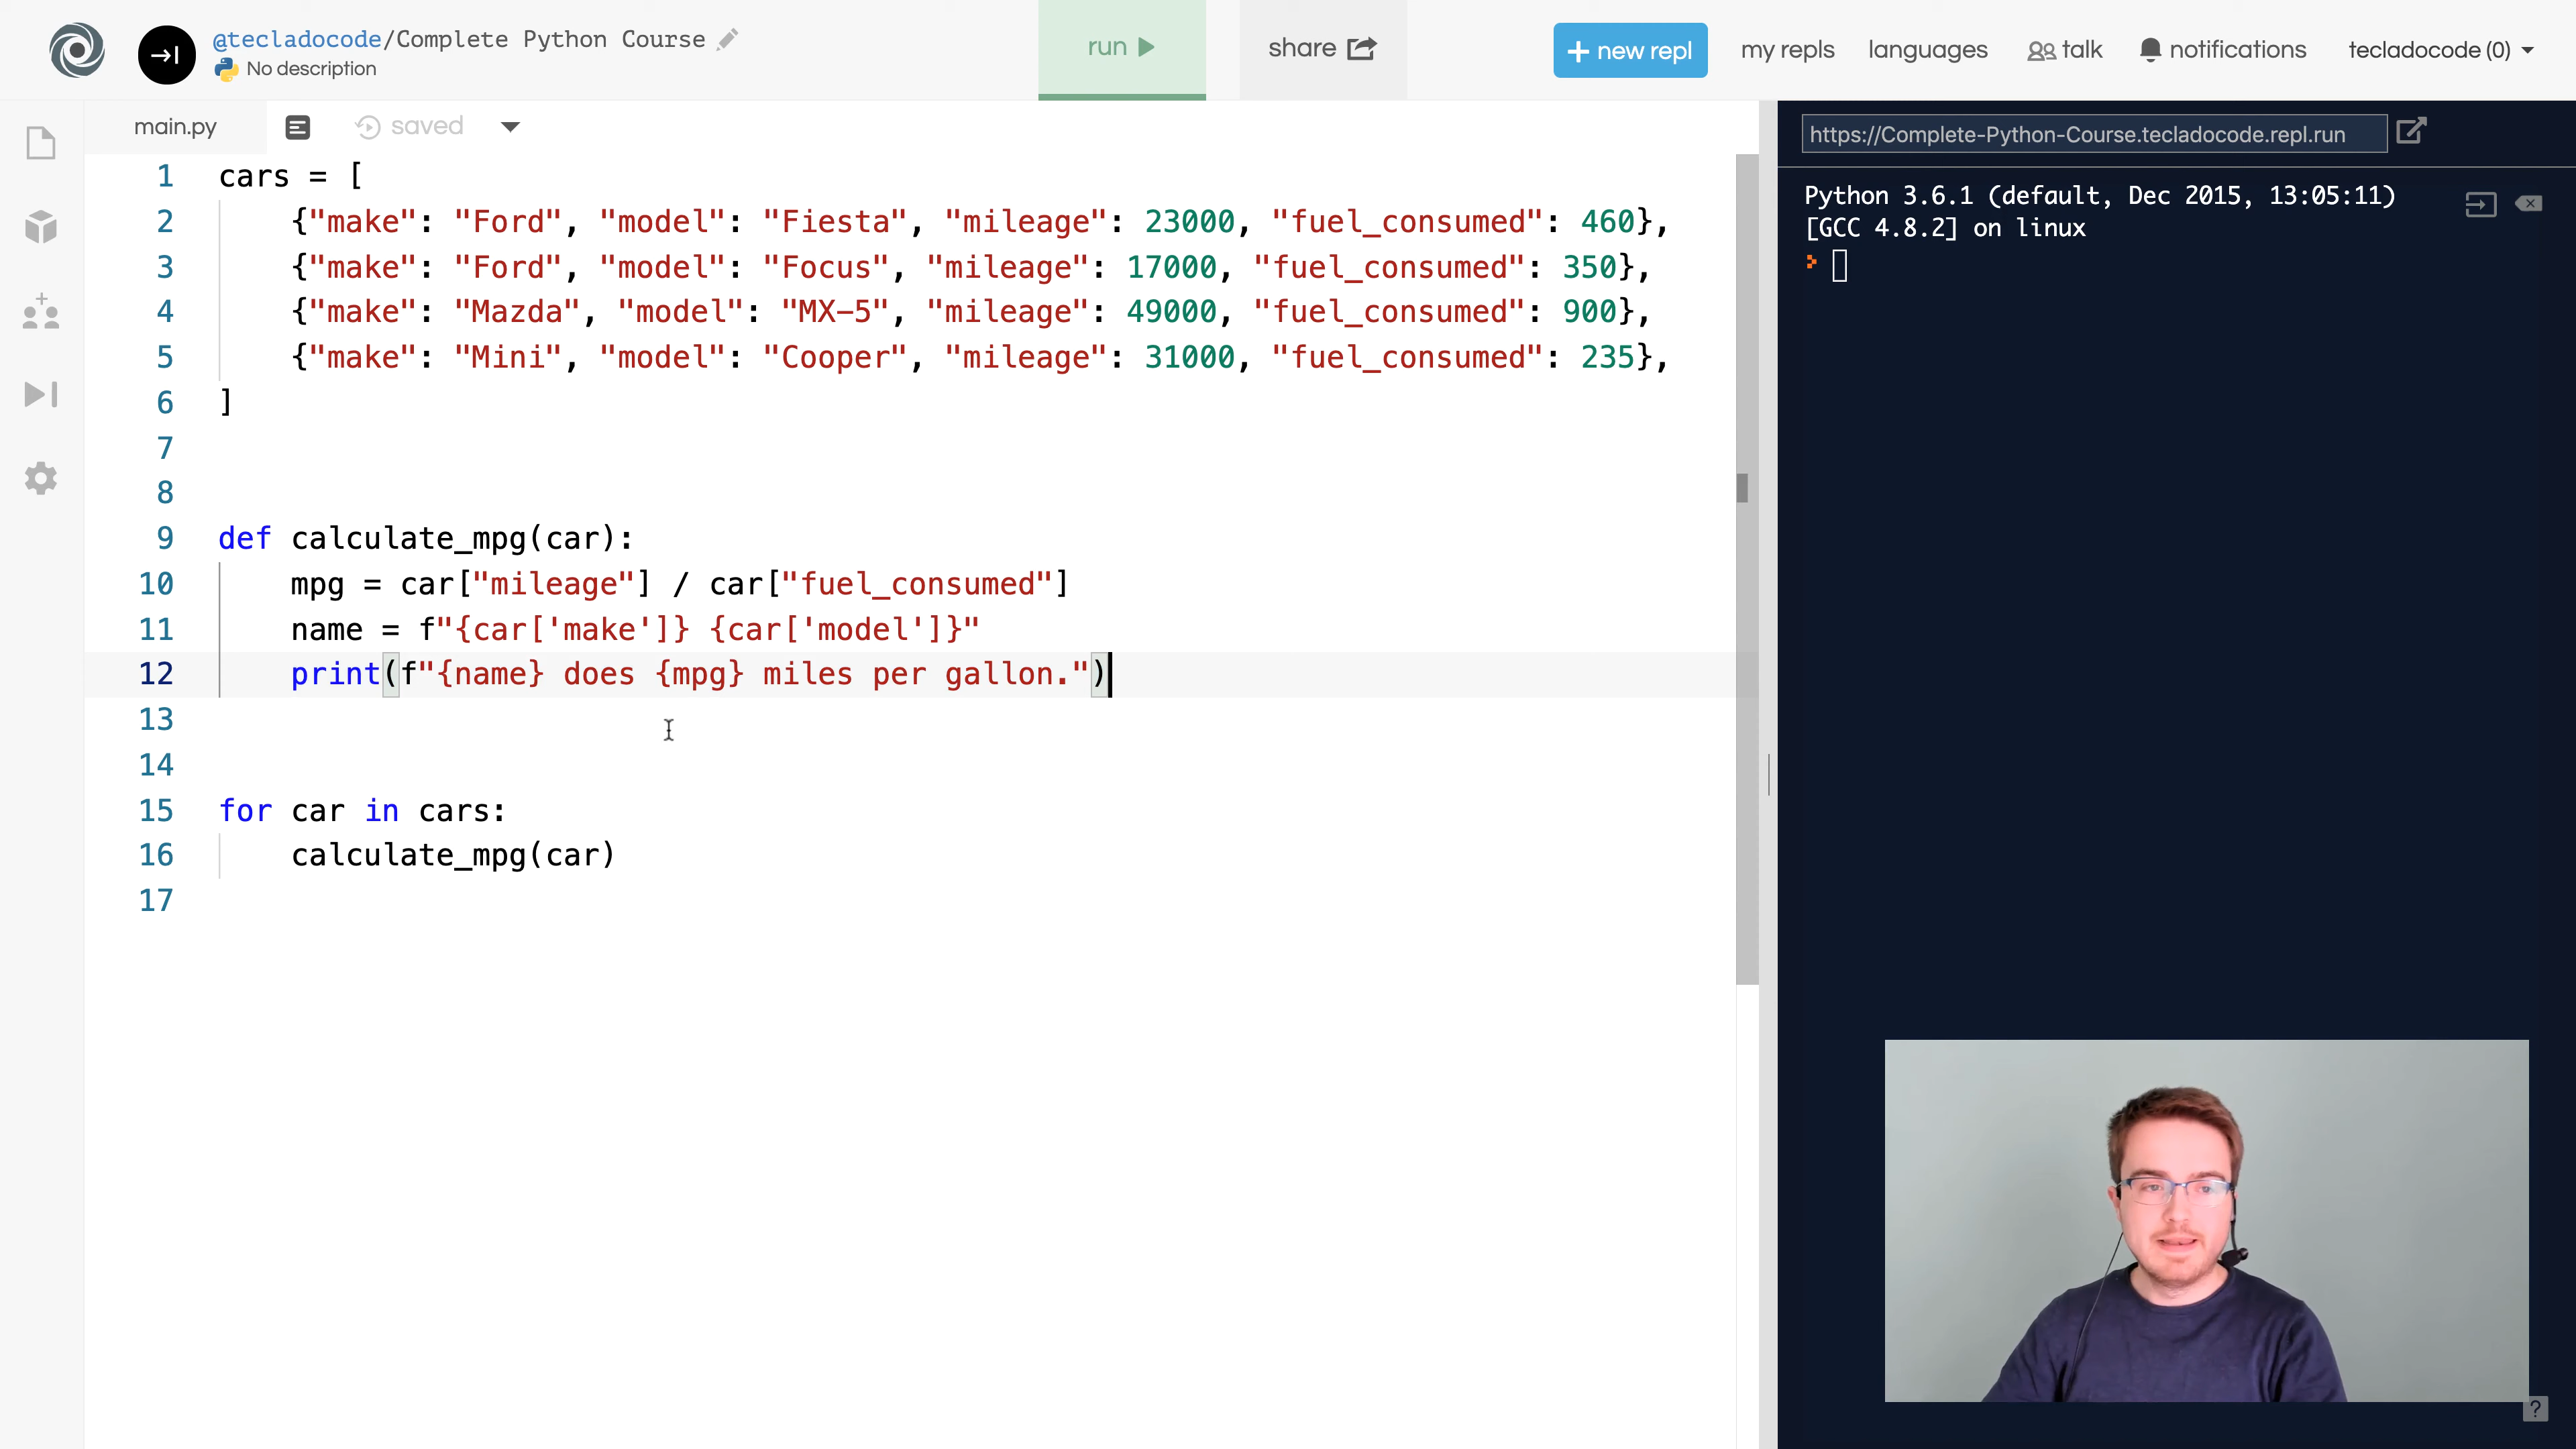 @tecladocode/Complete Python Course
No description
run
share
+ new repl
my repls
languages
talk
notifications
tecladocode (0)
main.py
saved
1 cars = [
2 {"make": "Ford", "model": "Fiesta", "mileage": 23000, "fuel_consumed": 460},
3 {"make": "Ford", "model": "Focus", "mileage": 17000, "fuel_consumed": 350},
4 {"make": "Mazda", "model": "MX-5", "mileage": 49000, "fuel_consumed": 900},
5 {"make": "Mini", "model": "Cooper", "mileage": 31000, "fuel_consumed": 235},
6 ]
7
8
9 def calculate_mpg(car):
10 mpg = car["mileage"] / car["fuel_consumed"]
11 name = f"{car['make']} {car['model']}"
12 print(f"{name} does {mpg} miles per gallon.")
13
14
15 for car in cars:
16 calculate_mpg(car)
17
https://Complete-Python-Course.tecladocode.repl.run
Python 3.6.1 (default, Dec 2015, 13:05:11)
[GCC 4.8.2] on linux
?